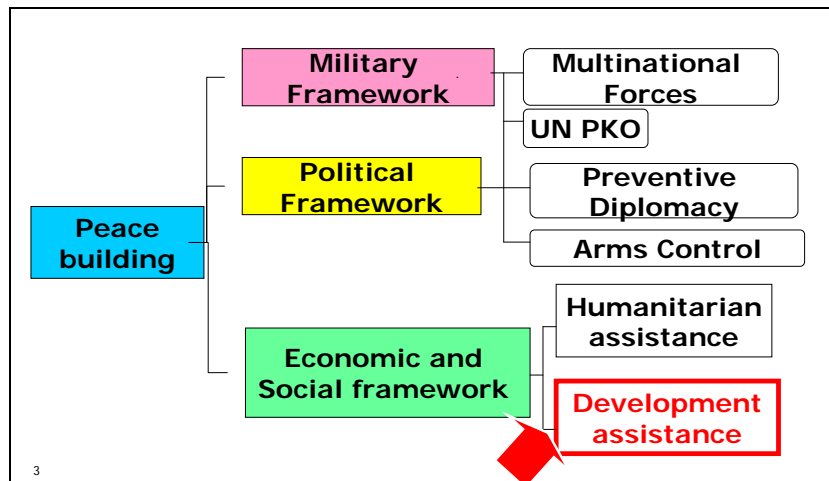 Military
Framework
Multinational
Forces
UN PKO
Political
Framework
Preventive
Diplomacy
Arms Control
Peace
building
Humanitarian
assistance
Economic and
Social framework
Development
assistance
3